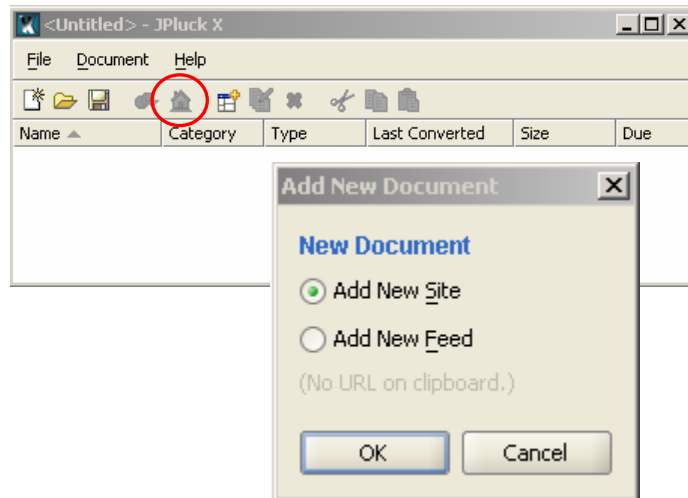 <Untitled> - JPluck X
File Document Help
Name Category Type Last Converted Size Due
Add New Document
New Document
Add New Site
Add New Feed
(No URL on clipboard.)
OK Cancel